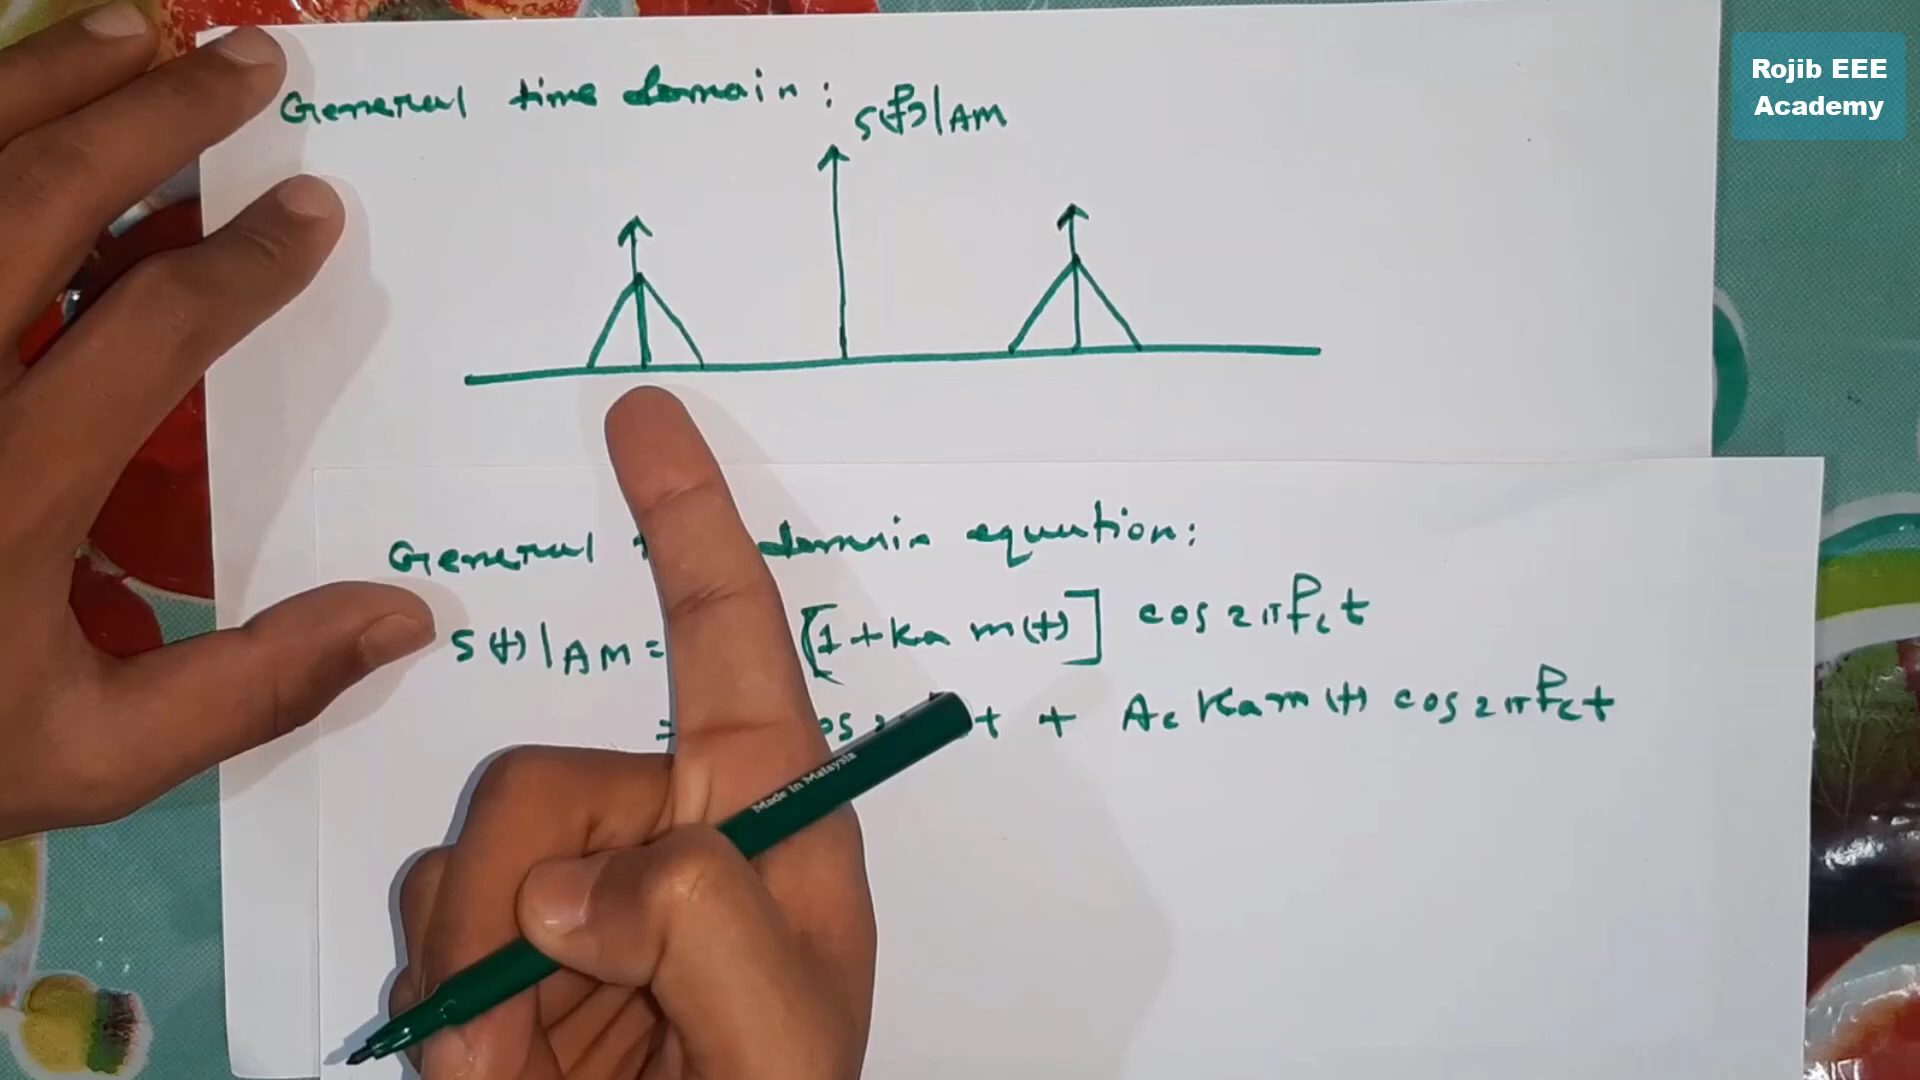 Rojib EEE
Academy
General time domain:
S(f)|AM
General domain equation:
S(t)|AM = [1+Ka m(t)] cos 2πfct
= t + Ac Kam(t) cos 2πfct
Made in Malaysia